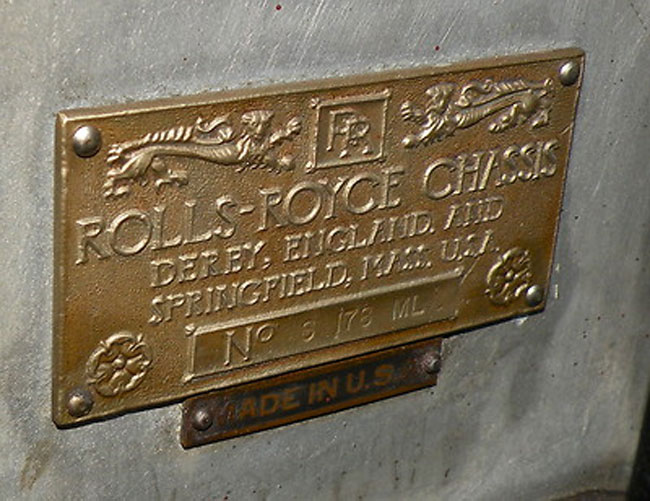 RR
ROLLS-ROYCE CHASSIS
DERBY, ENGLAND, AND
SPRINGFIELD, MASS. U.S.A.
No S 178 ML
MADE IN U.S.